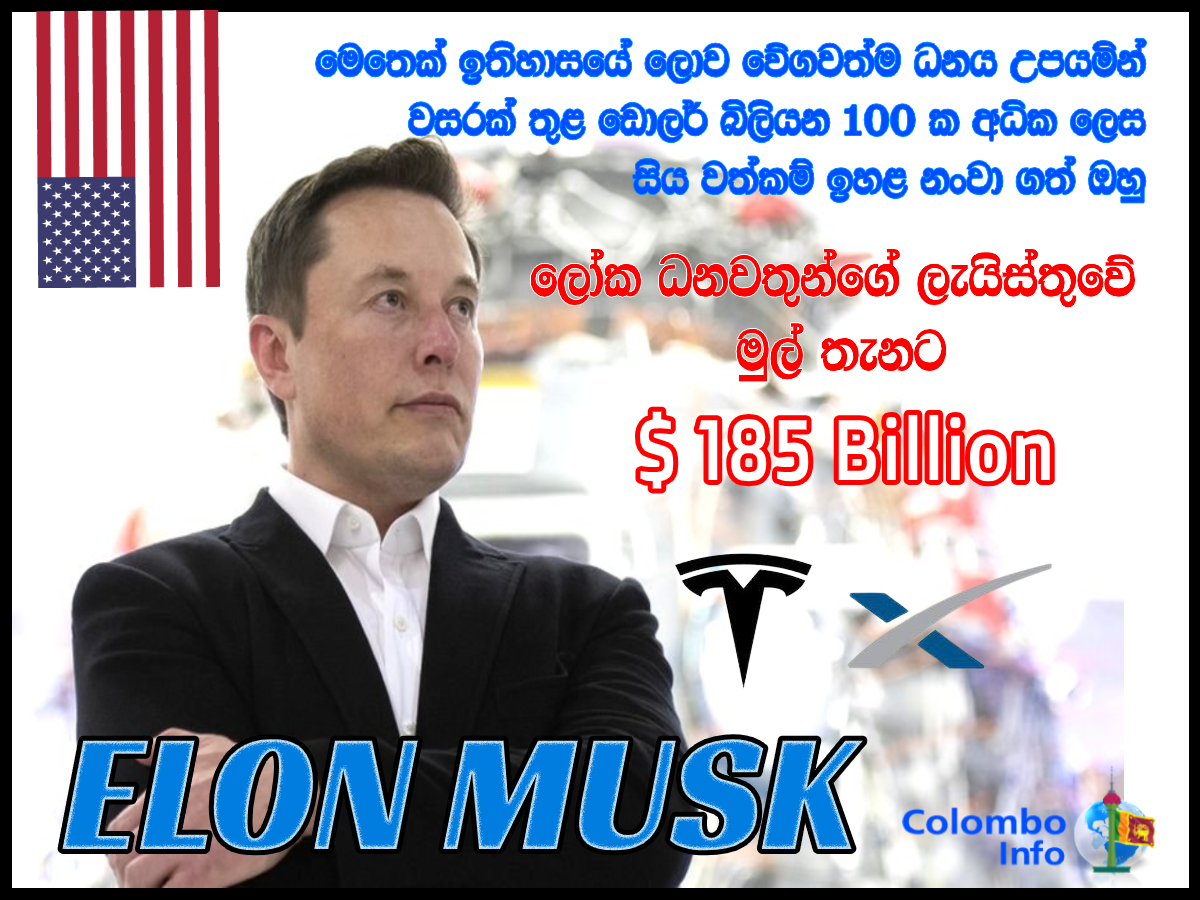 මෙතෙක් ඉතිහාසයේ ලොව වේගවත්ම ධනය උපයමින්
වසරක් තුළ ඩොලර් බිලියන 100 ක අධික ලෙස
සිය වත්කම් ඉහළ නංවා ගත් ඔහු
ලෝක ධනවතුන්ගේ ලැයිස්තුවේ
මුල් තැනට
$ 185 Billion
ELON MUSK
Colombo
Info